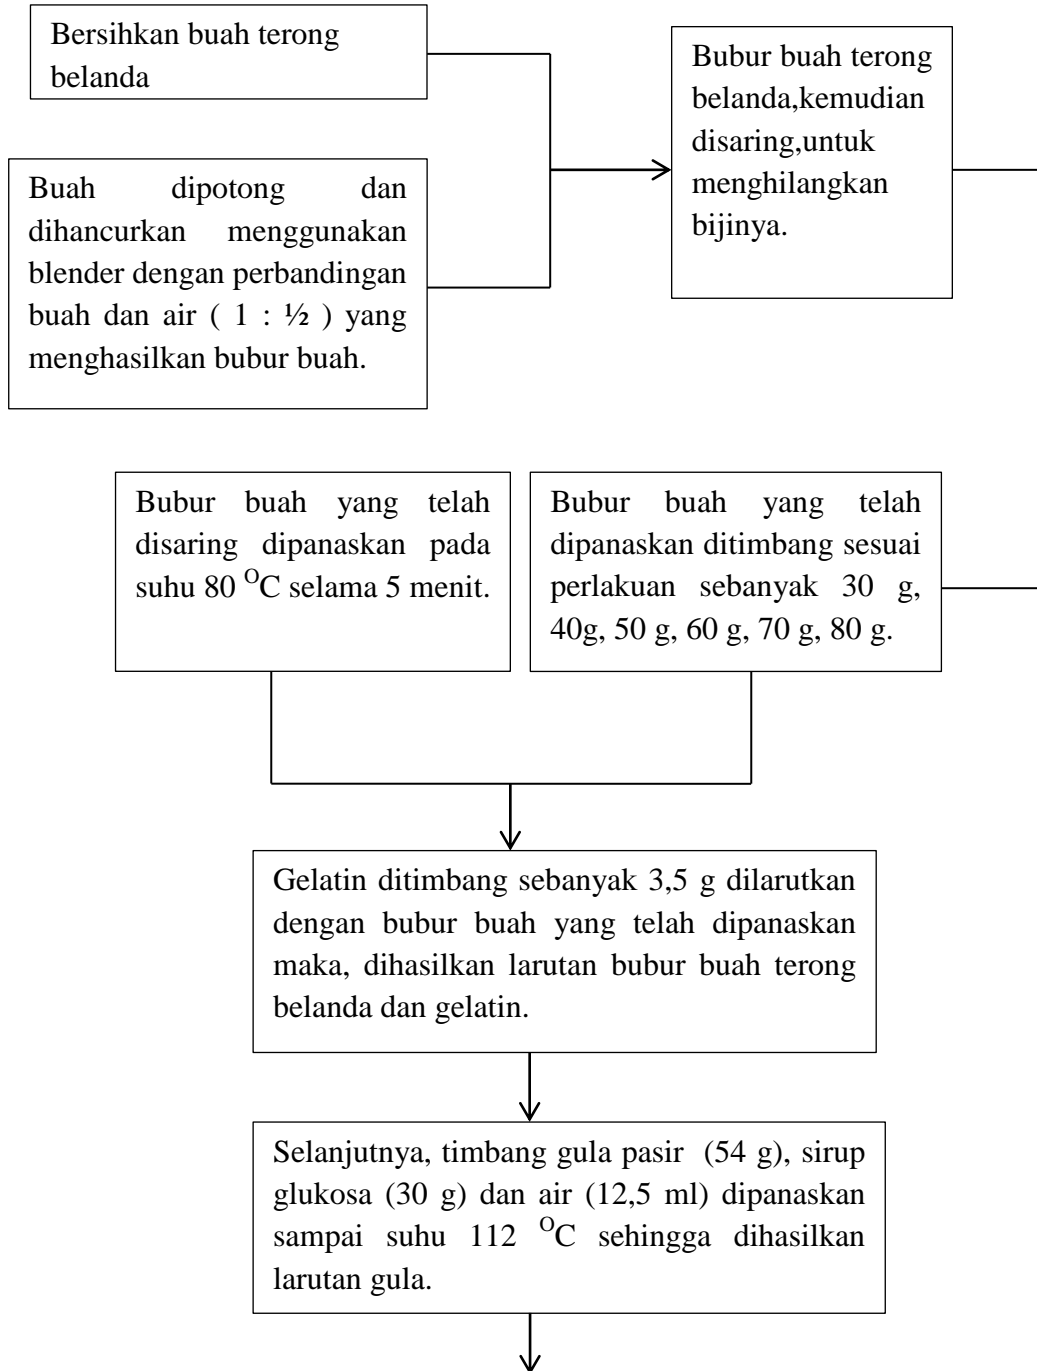 Bersihkan buah terong
belanda
Buah dipotong dan
dihancurkan menggunakan
blender dengan perbandingan
buah dan air ( 1 : ½ ) yang
menghasilkan bubur buah.
Bubur buah terong
belanda,kemudian
disaring,untuk
menghilangkan
bijinya.
Bubur buah yang telah
disaring dipanaskan pada
suhu 80 ᴼC selama 5 menit.
Bubur buah yang telah
dipanaskan ditimbang sesuai
perlakuan sebanyak 30 g,
40g, 50 g, 60 g, 70 g, 80 g.
Gelatin ditimbang sebanyak 3,5 g dilarutkan
dengan bubur buah yang telah dipanaskan
maka, dihasilkan larutan bubur buah terong
belanda dan gelatin.
Selanjutnya, timbang gula pasir (54 g), sirup
glukosa (30 g) dan air (12,5 ml) dipanaskan
sampai suhu 112 ᴼC sehingga dihasilkan
larutan gula.